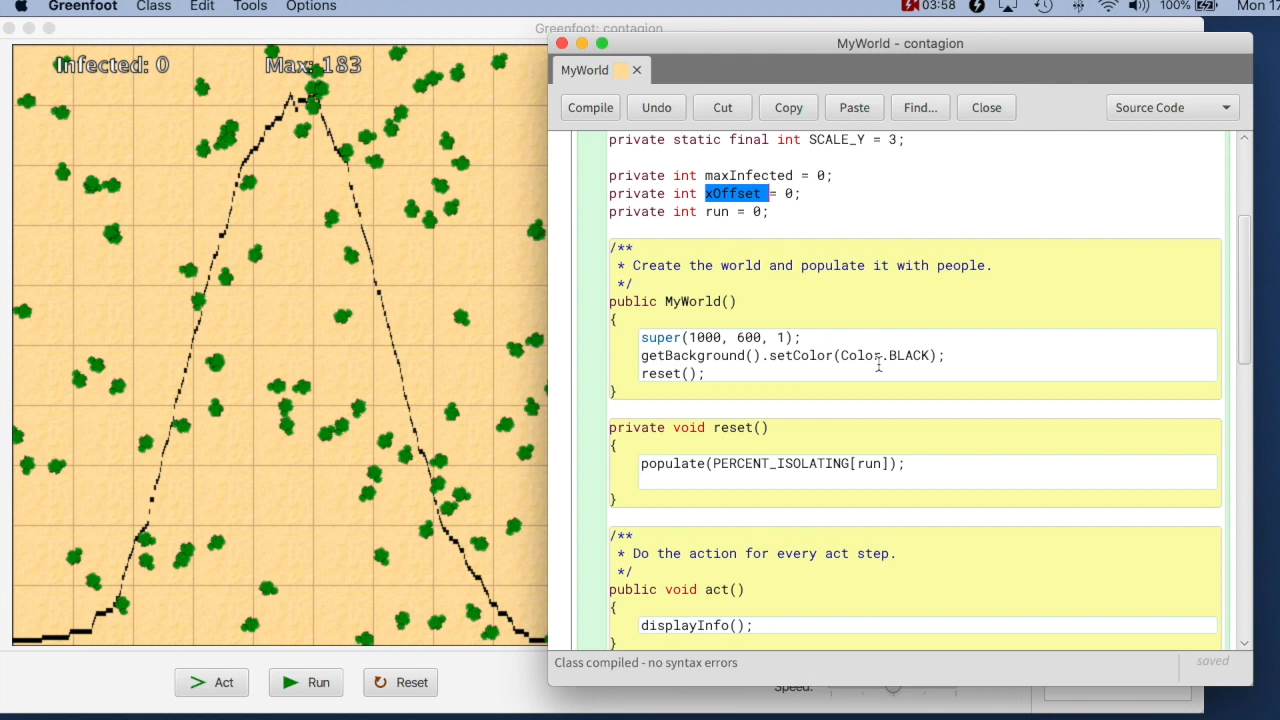 Greenfoot Class Edit Tools Options 03:58 100% Mon 17
Greenfoot: contagion
MyWorld - contagion
Infected: 0 Max: 183
MyWorld
Compile Undo Cut Copy Paste Find... Close Source Code
private static final int SCALE_Y = 3;
private int maxInfected = 0;
private int xOffset = 0;
private int run = 0;
/**
* Create the world and populate it with people.
*/
public MyWorld()
{
super(1000, 600, 1);
getBackground().setColor(Color.BLACK);
reset();
}
private void reset()
{
populate(PERCENT_ISOLATING[run]);
}
/**
* Do the action for every act step.
*/
public void act()
{
displayInfo();
}
Class compiled - no syntax errors saved
Act Run Reset Speed: